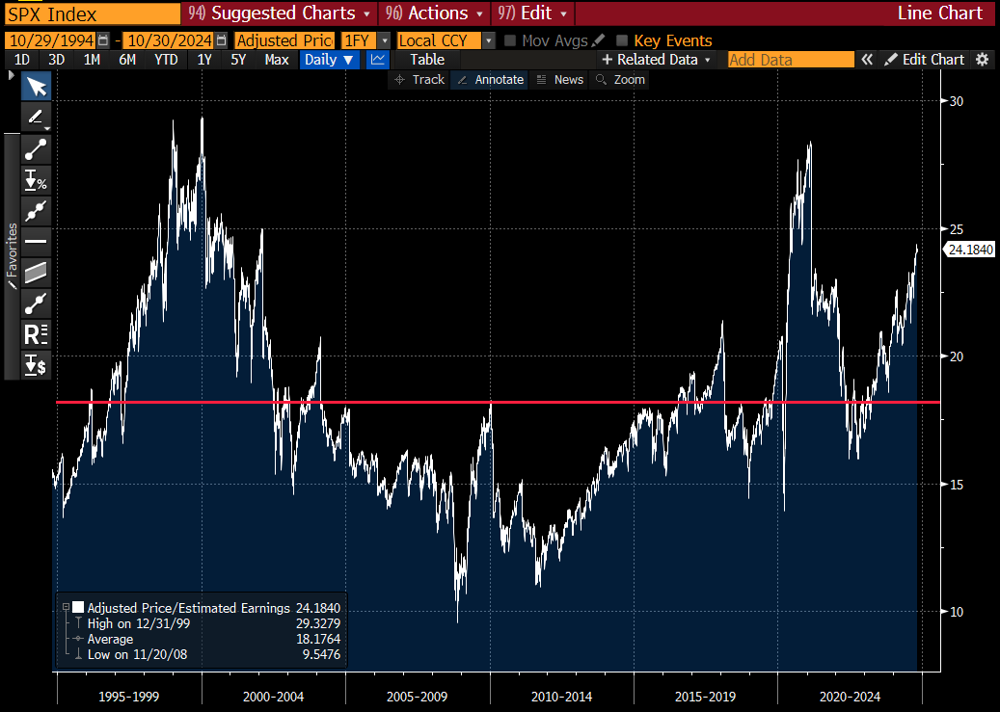 SPX Index 94) Suggested Charts 96) Actions 97) Edit Line Chart
10/29/1994 - 10/30/2024 Adjusted Pric 1FY Local CCY Mov Avgs Key Events
1D 3D 1M 6M YTD 1Y 5Y Max Daily ▼ Table + Related Data Add Data « Edit Chart
Track Annotate News Zoom
Favorites
%
R
$
30
25
24.1840
20
15
10
Adjusted Price/Estimated Earnings 24.1840
High on 12/31/99 29.3279
Average 18.1764
Low on 11/20/08 9.5476
1995-1999 2000-2004 2005-2009 2010-2014 2015-2019 2020-2024